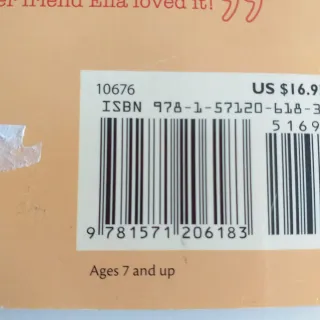 er friend Ella loved it! ”
10676 US $16.9
ISBN 978-1-57120-618-3
5169
9 781571 206183
Ages 7 and up